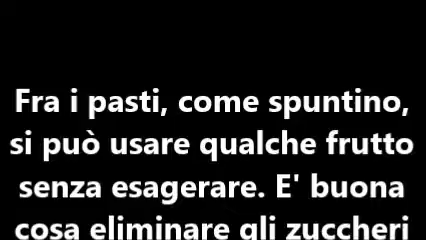 Fra i pasti, come spuntino,
si può usare qualche frutto
senza esagerare. E' buona
cosa eliminare gli zuccheri